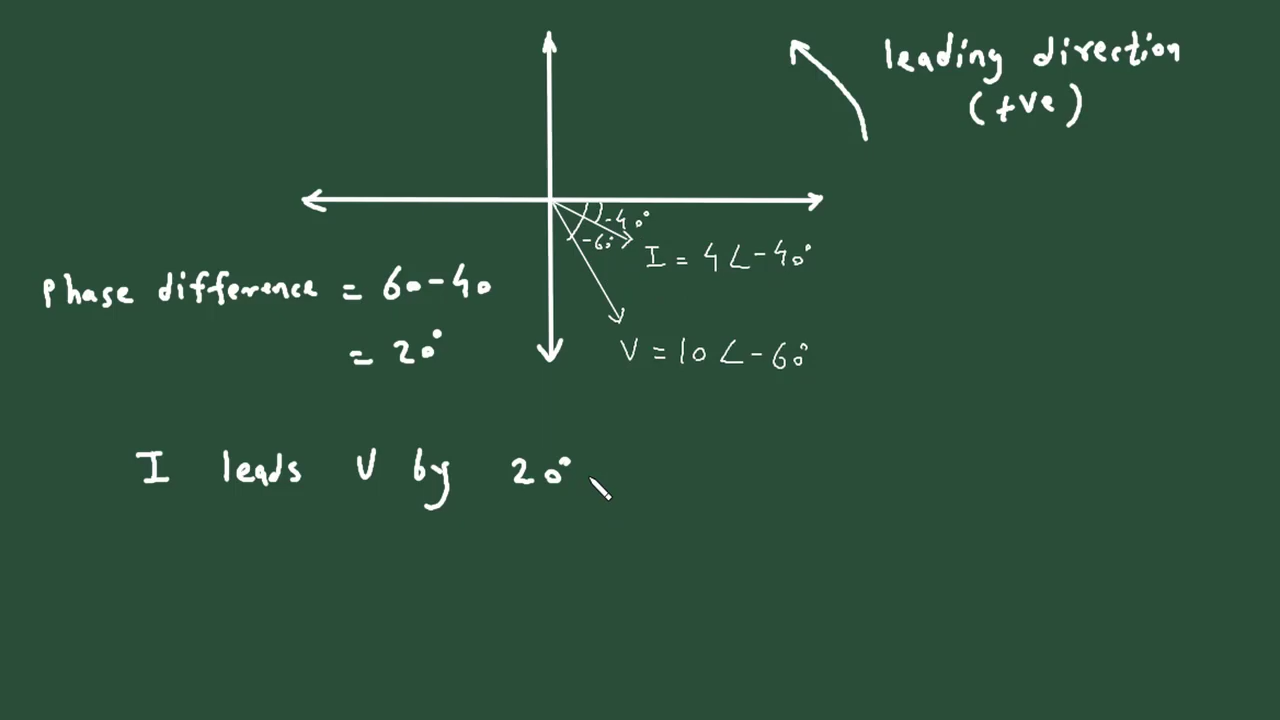 leading direction
(+ve)
-40°
-60°
I = 4∠-40°
Phase difference = 60-40
= 20°
V = 10∠-60°
I leads V by 20°